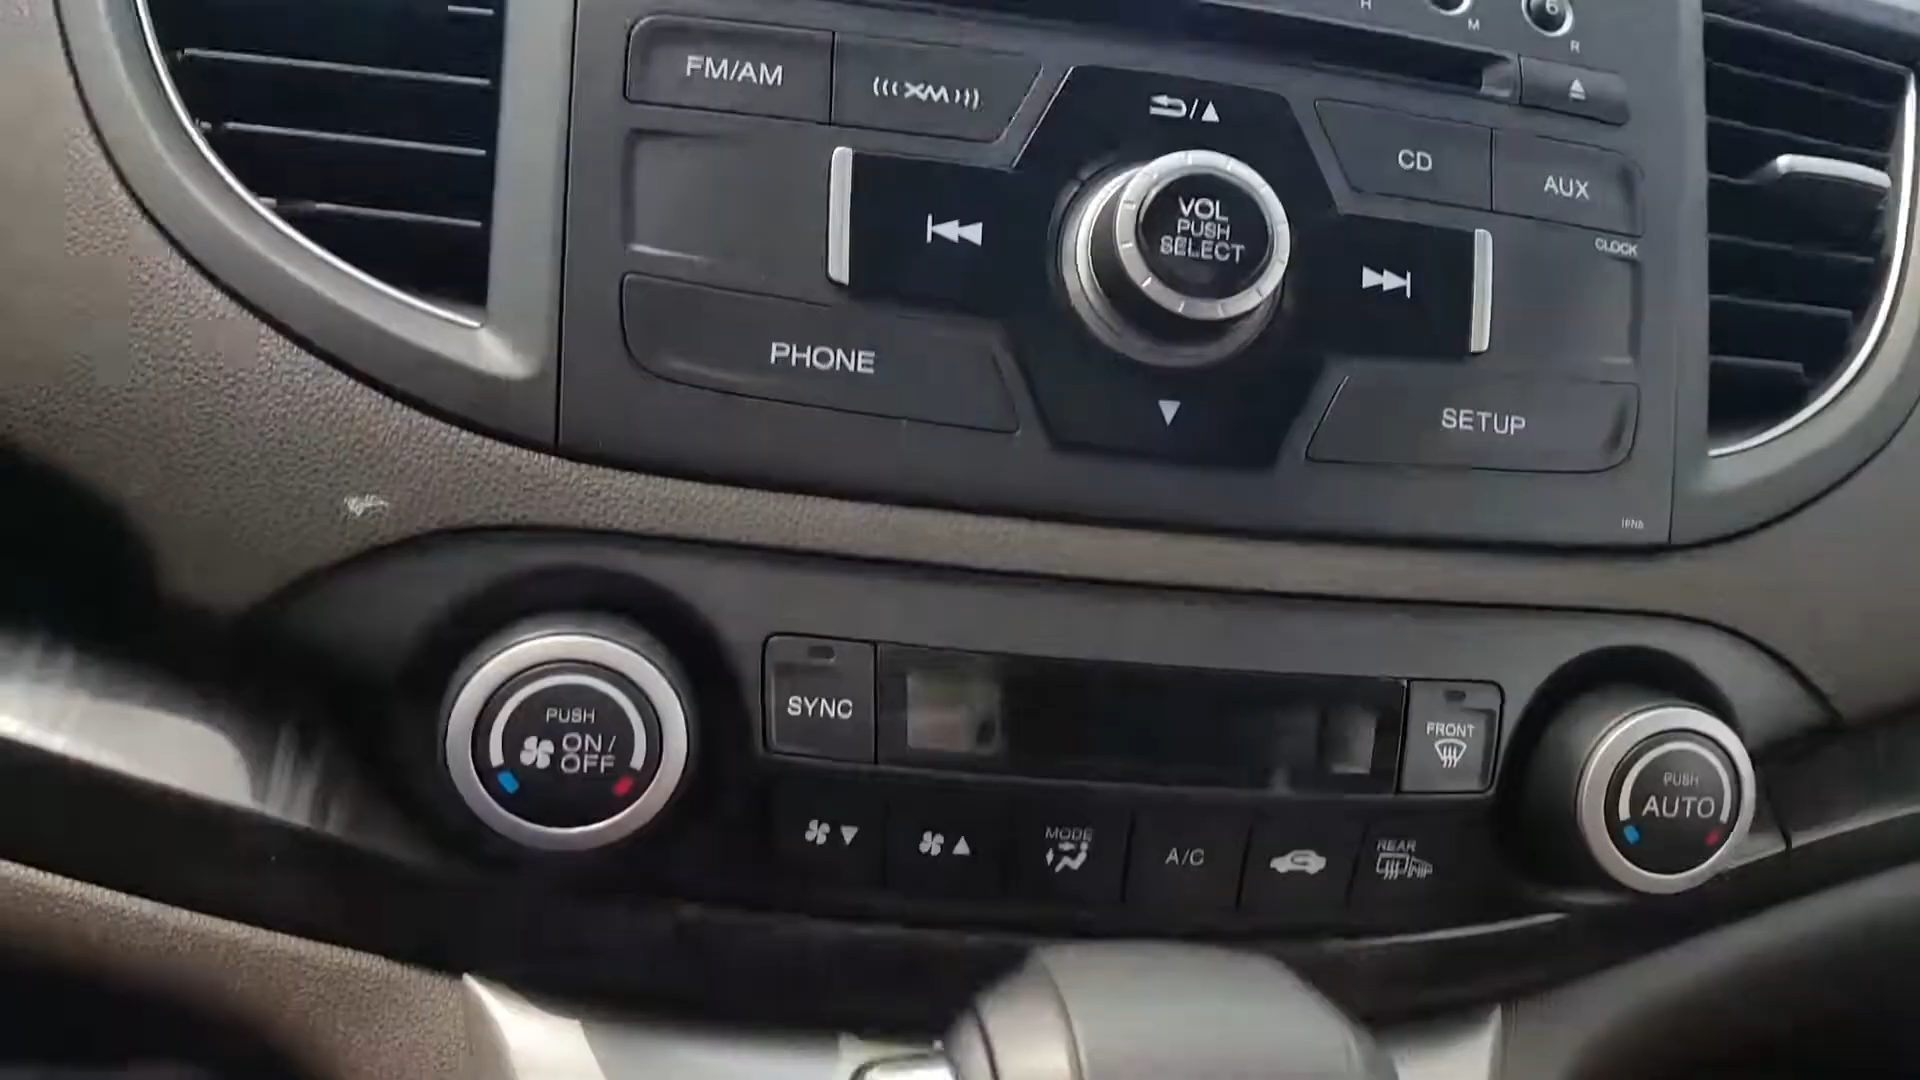 H
M
6
R
FM/AM
XM
CD
AUX
CLOCK
VOL
PUSH
SELECT
PHONE
SETUP
PUSH
ON/
OFF
SYNC
FRONT
PUSH
AUTO
MODE
A/C
REAR